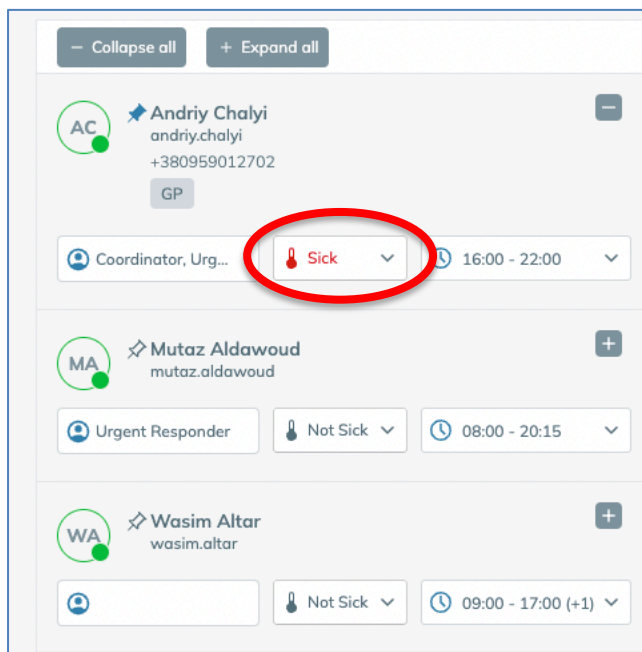 Collapse all Expand all
AC
Andriy Chalyi
andriy.chalyi
+380959012702
GP
Coordinator, Urg... Sick 16:00 - 22:00
MA
Mutaz Aldawoud
mutaz.aldawoud
Urgent Responder Not Sick 08:00 - 20:15
WA
Wasim Altar
wasim.altar
Not Sick 09:00 - 17:00 (+1)